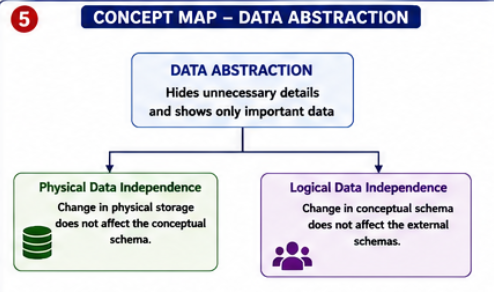 5
CONCEPT MAP – DATA ABSTRACTION
DATA ABSTRACTION
Hides unnecessary details
and shows only important data
Physical Data Independence
Change in physical storage
does not affect the conceptual
schema.
Logical Data Independence
Change in conceptual schema
does not affect the external
schemas.